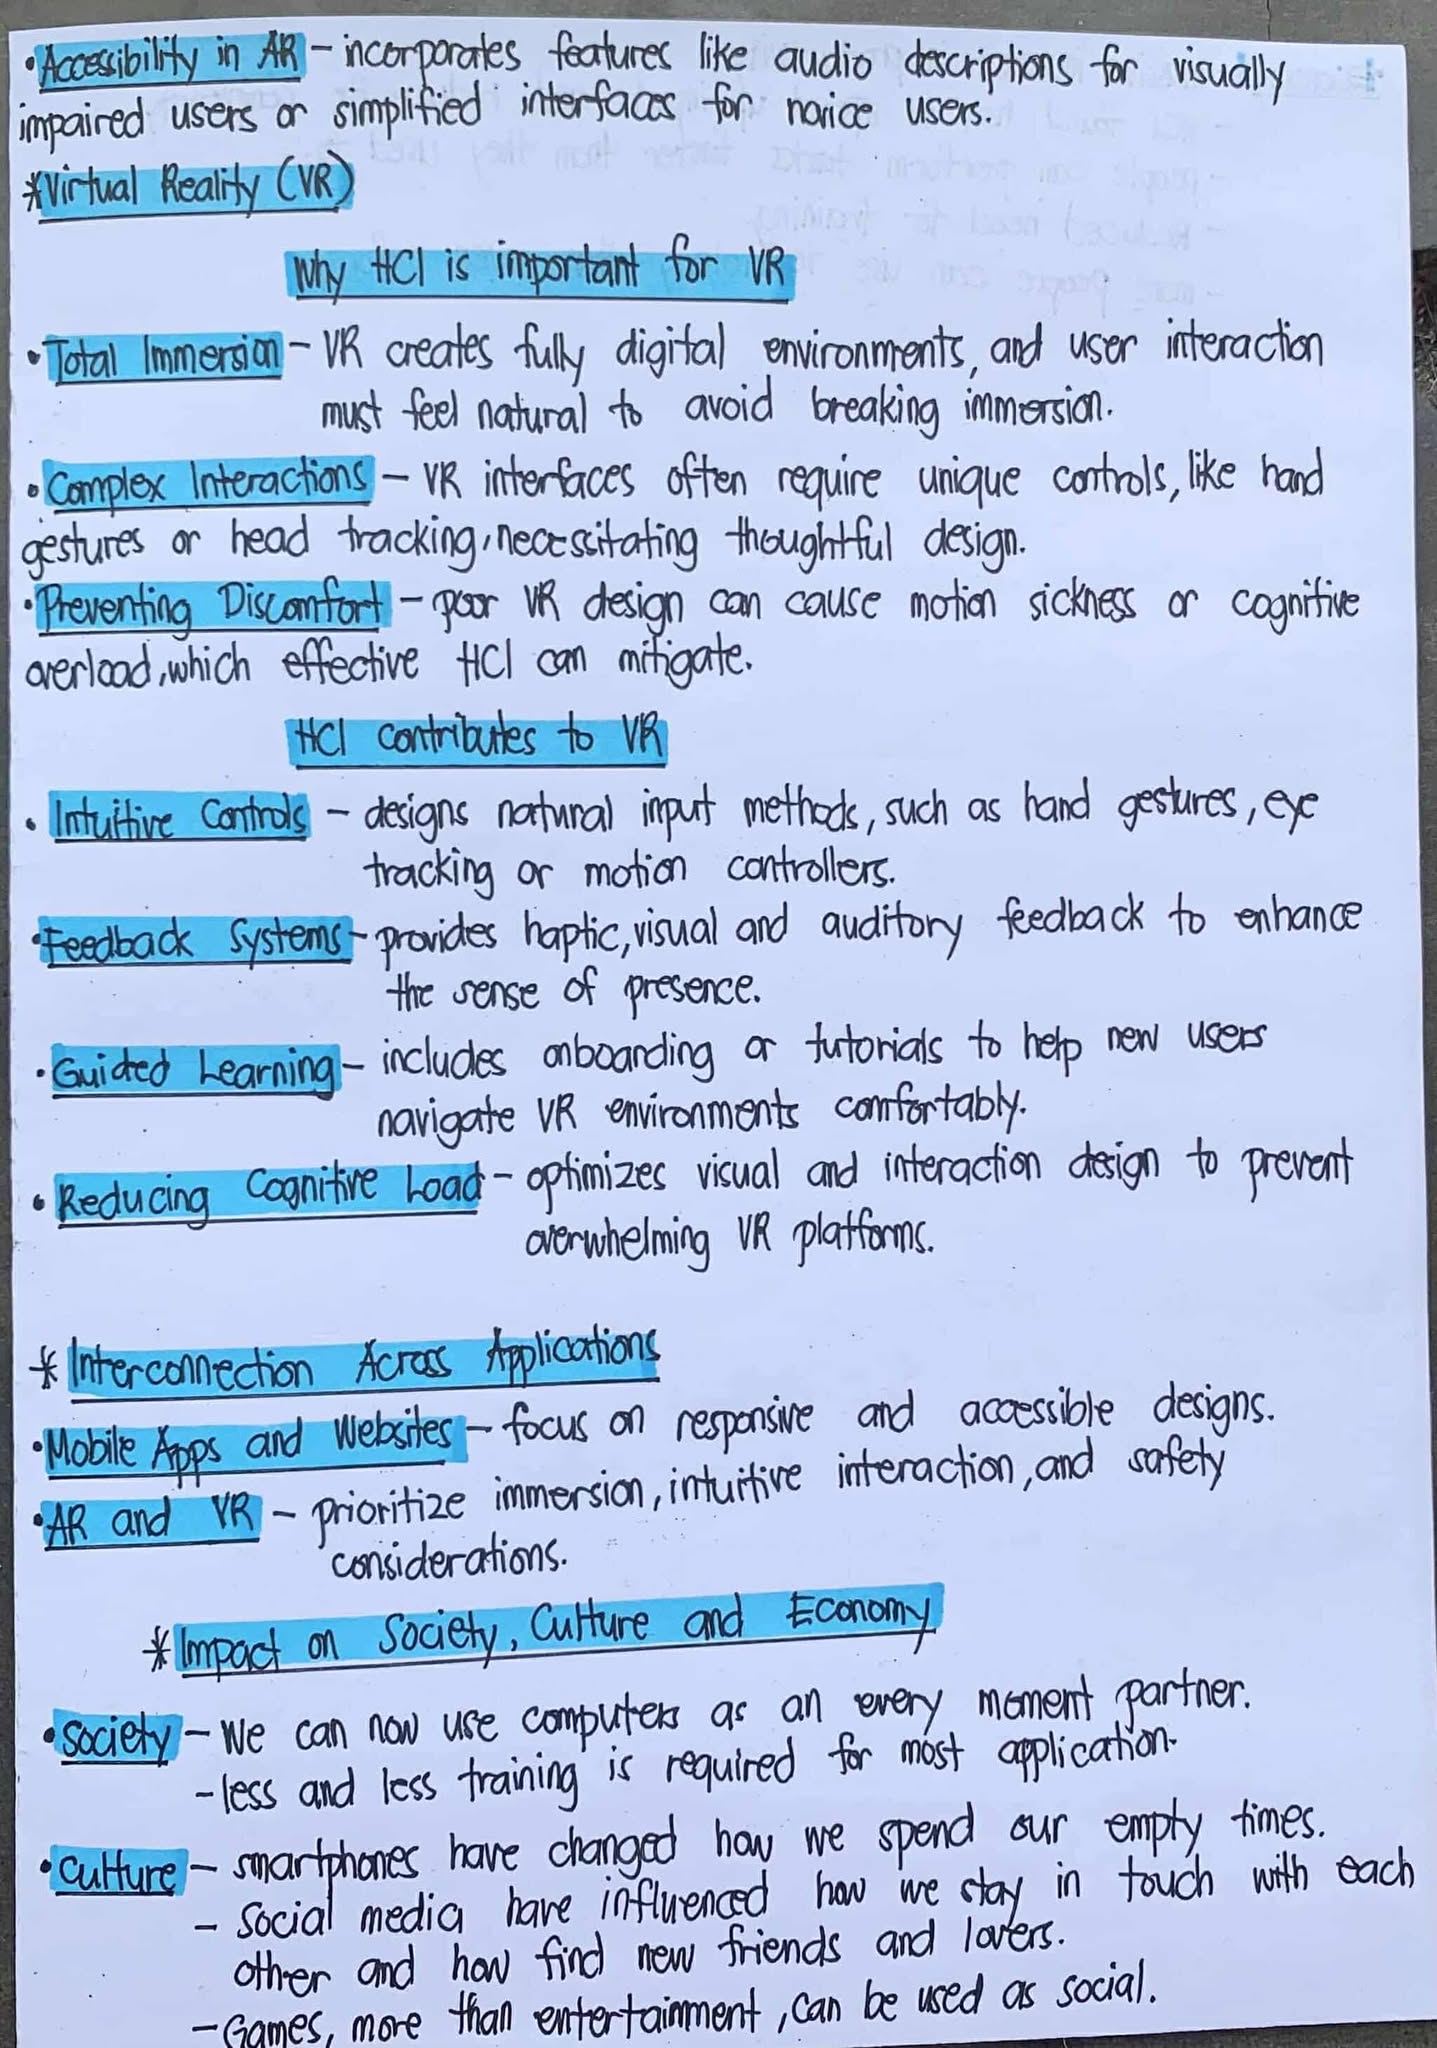 •Accessibility in AR – incorporates features like audio descriptions for visually
impaired users or simplified interfaces for novice users.
*Virtual Reality (VR)
Why HCI is important for VR
•Total Immersion – VR creates fully digital environments, and user interaction
must feel natural to avoid breaking immersion.
•Complex Interactions – VR interfaces often require unique controls, like hand
gestures or head tracking, necessitating thoughtful design.
•Preventing Discomfort – poor VR design can cause motion sickness or cognitive
overload, which effective HCI can mitigate.
HCI contributes to VR
• Intuitive Controls – designs natural input methods, such as hand gestures, eye
tracking or motion controllers.
•Feedback Systems – provides haptic, visual and auditory feedback to enhance
the sense of presence.
•Guided Learning – includes onboarding or tutorials to help new users
navigate VR environments comfortably.
•Reducing Cognitive Load – optimizes visual and interaction design to prevent
overwhelming VR platforms.
* Interconnection Across Applications
•Mobile Apps and Websites – focus on responsive and accessible designs.
•AR and VR – prioritize immersion, intuitive interaction, and safety
considerations.
* Impact on Society, Culture and Economy
•Society – We can now use computers as an every moment partner.
- less and less training is required for most application.
•Culture – smartphones have changed how we spend our empty times.
- Social media have influenced how we stay in touch with each
other and how find new friends and lovers.
- Games, more than entertainment, can be used as social.